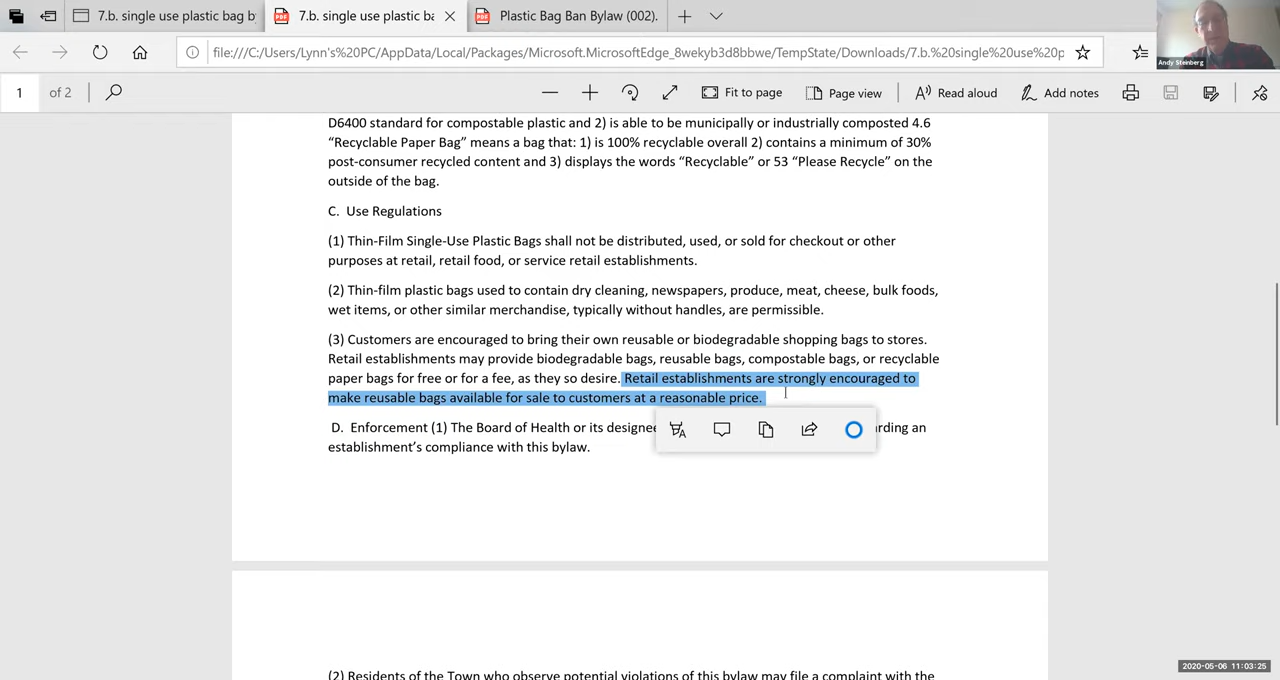 7.b. single use plastic bag b
7.b. single use plastic ba
Plastic Bag Ban Bylaw (002).
file:///C:/Users/Lynn's%20PC/AppData/Local/Packages/Microsoft.MicrosoftEdge_8wekyb3d8bbwe/TempState/Downloads/7.b.%20single%20use%20p
Andy Steinberg
1 of 2
Fit to page
Page view
Read aloud
Add notes
D6400 standard for compostable plastic and 2) is able to be municipally or industrially composted 4.6
“Recyclable Paper Bag” means a bag that: 1) is 100% recyclable overall 2) contains a minimum of 30%
post-consumer recycled content and 3) displays the words “Recyclable” or 53 “Please Recycle” on the
outside of the bag.
C. Use Regulations
(1) Thin-Film Single-Use Plastic Bags shall not be distributed, used, or sold for checkout or other
purposes at retail, retail food, or service retail establishments.
(2) Thin-film plastic bags used to contain dry cleaning, newspapers, produce, meat, cheese, bulk foods,
wet items, or other similar merchandise, typically without handles, are permissible.
(3) Customers are encouraged to bring their own reusable or biodegradable shopping bags to stores.
Retail establishments may provide biodegradable bags, reusable bags, compostable bags, or recyclable
paper bags for free or for a fee, as they so desire. Retail establishments are strongly encouraged to
make reusable bags available for sale to customers at a reasonable price.
D. Enforcement (1) The Board of Health or its designee arding an
establishment’s compliance with this bylaw.
(2) Residents of the Town who observe potential violations of this bylaw may file a complaint with the
2020-05-06 11:03:25